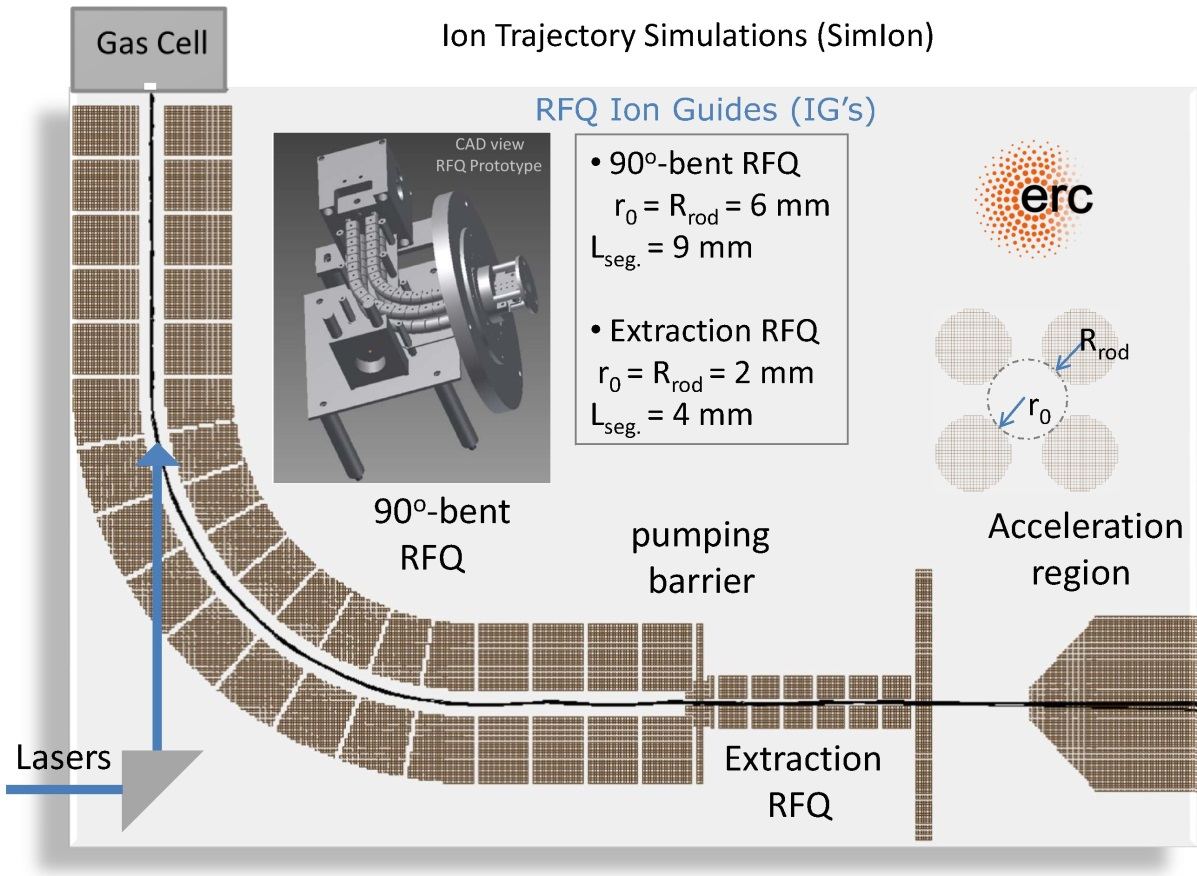 Gas Cell
Ion Trajectory Simulations (SimIon)
RFQ Ion Guides (IG's)
CAD view
RFQ Prototype
• 90º-bent RFQ
r₀ = Rrod = 6 mm
Lseg. = 9 mm
• Extraction RFQ
r₀ = Rrod = 2 mm
Lseg. = 4 mm
erc
Rrod
r₀
90º-bent
RFQ
pumping
barrier
Acceleration
region
Lasers
Extraction
RFQ